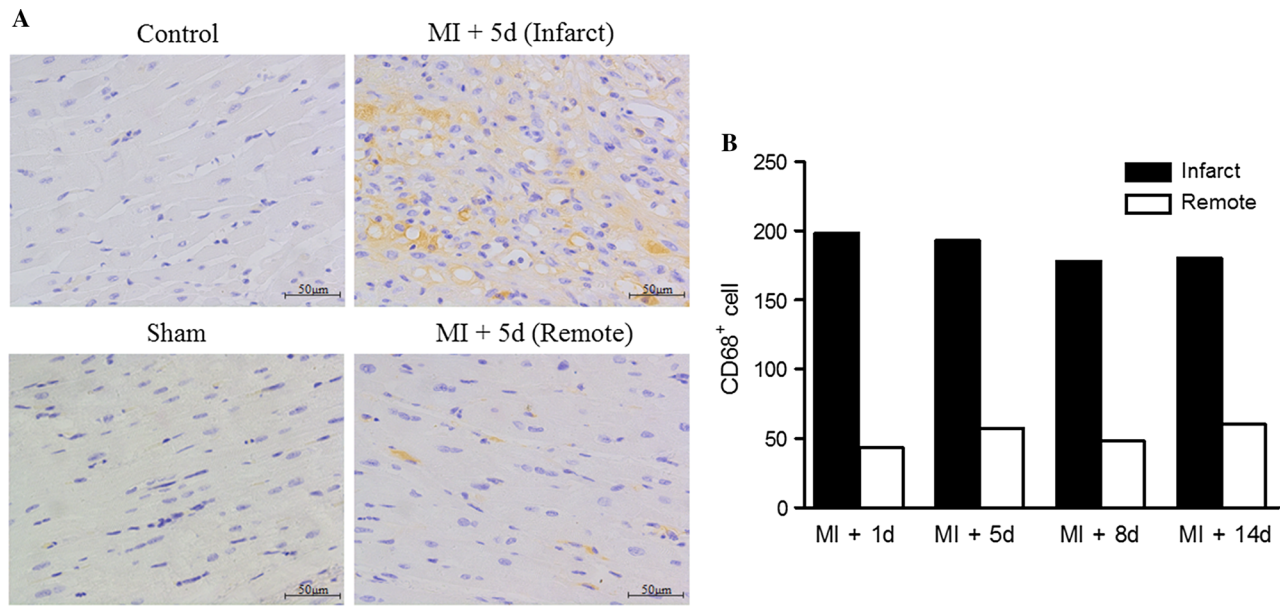 A
Control
MI + 5d (Infarct)
50µm
50µm
Sham
MI + 5d (Remote)
50µm
50µm
B
250
200
150
100
50
0
CD68+ cell
Infarct
Remote
MI + 1d
MI + 5d
MI + 8d
MI + 14d